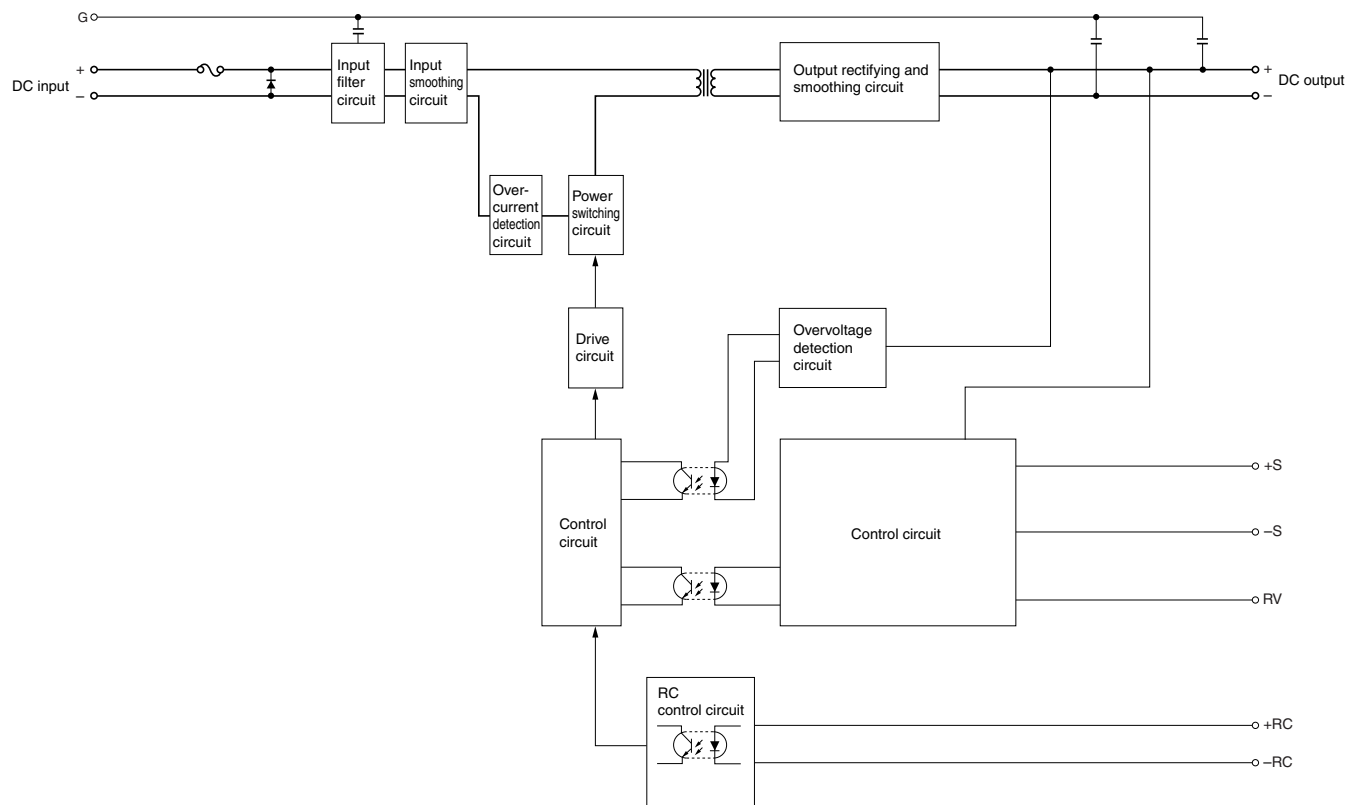 G
+
DC input
–
Input
filter
circuit
Input
smoothing
circuit
Output rectifying and
smoothing circuit
+
DC output
–
Over-
current
detection
circuit
Power
switching
circuit
Drive
circuit
Overvoltage
detection
circuit
Control
circuit
Control circuit
+S
–S
RV
RC
control circuit
+RC
–RC